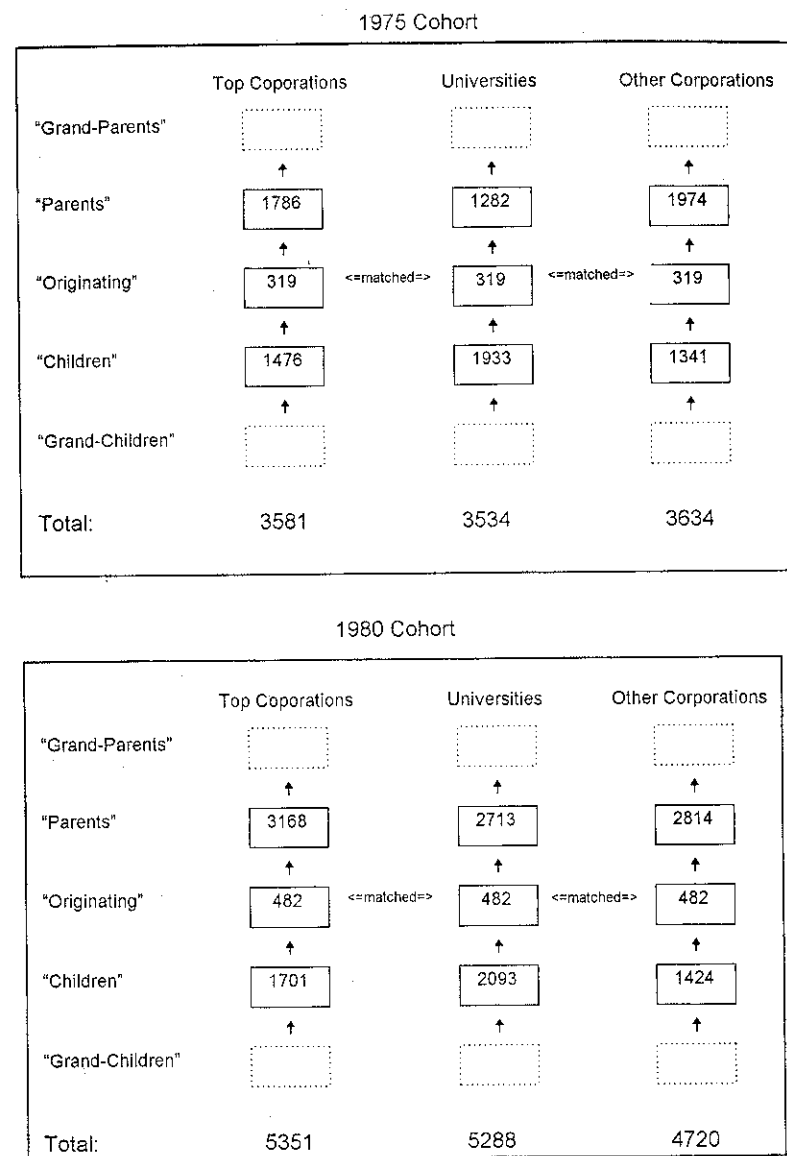 1975 Cohort
Top Coporations Universities Other Corporations
"Grand-Parents"
"Parents" 1786 1282 1974
"Originating" 319 <=matched=> 319 <=matched=> 319
"Children" 1476 1933 1341
"Grand-Children"
Total: 3581 3534 3634
1980 Cohort
Top Coporations Universities Other Corporations
"Grand-Parents"
"Parents" 3168 2713 2814
"Originating" 482 <=matched=> 482 <=matched=> 482
"Children" 1701 2093 1424
"Grand-Children"
Total: 5351 5288 4720